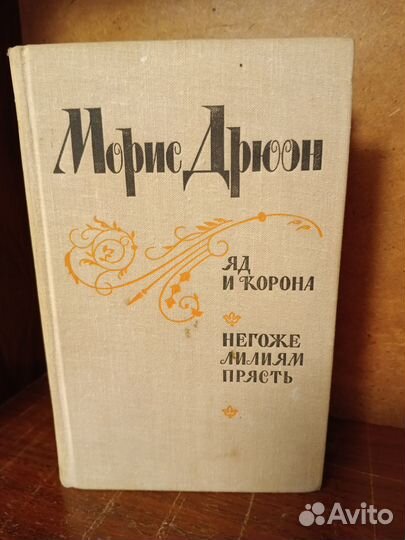 Морис Дрюон
ЯД
И КОРОНА
НЕГОЖЕ
ЛИЛИЯМ
ПРЯСТЬ
Avito